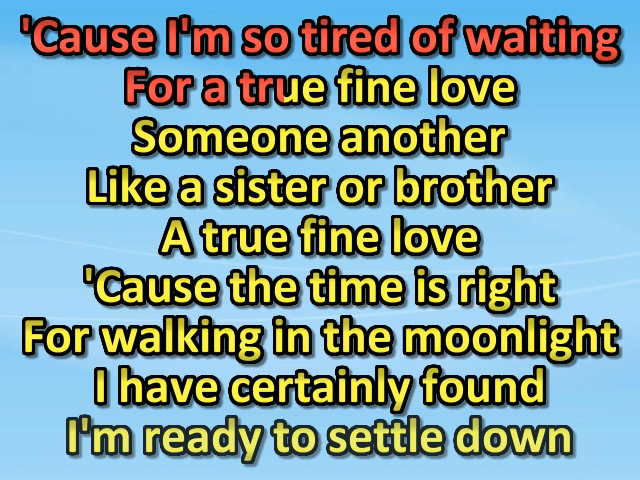 'Cause I'm so tired of waiting
For a true fine love
Someone another
Like a sister or brother
A true fine love
'Cause the time is right
For walking in the moonlight
I have certainly found
I'm ready to settle down